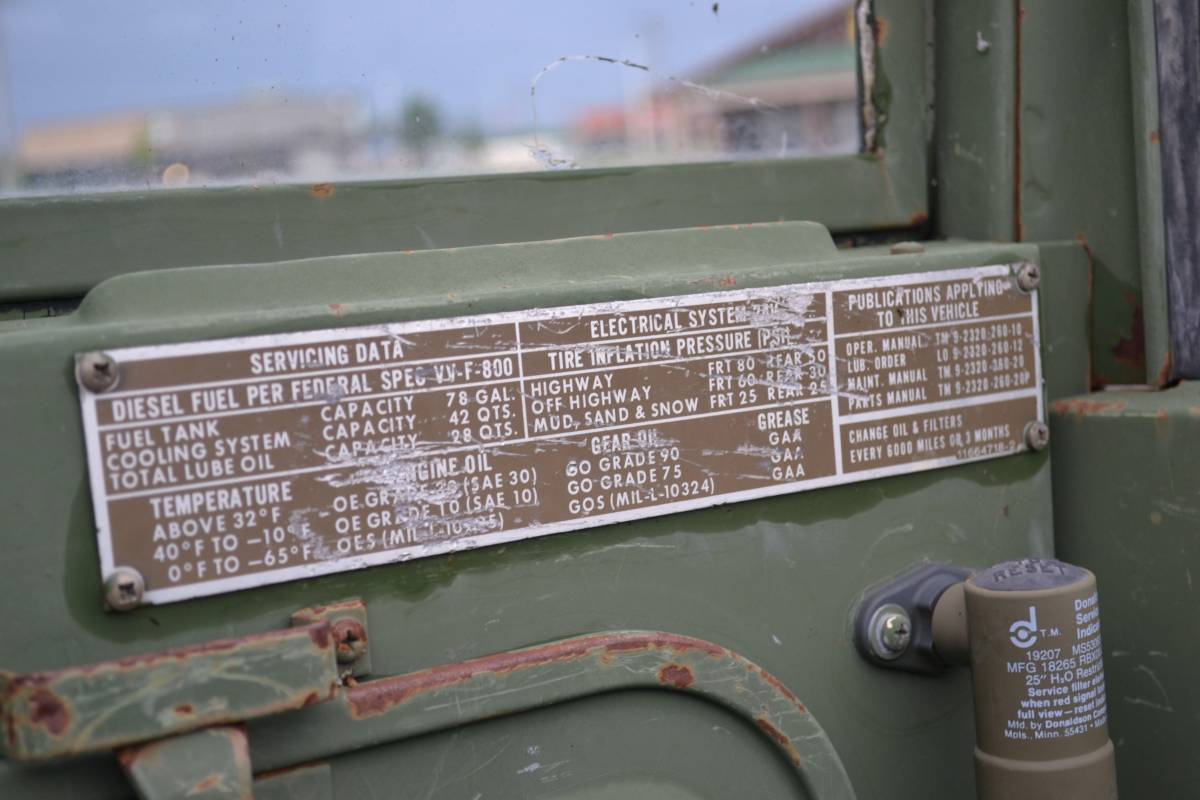 SERVICING DATA
DIESEL FUEL PER FEDERAL SPEC VV-F-800
FUEL TANK CAPACITY 78 GAL.
COOLING SYSTEM CAPACITY 42 QTS.
TOTAL LUBE OIL CAPACITY 28 QTS.
ELECTRICAL SYSTEM
TIRE INFLATION PRESSURE (PSI)
HIGHWAY FRT 80 REAR 50
OFF HIGHWAY FRT 60 REAR 30
MUD, SAND & SNOW FRT 25 REAR 25
TEMPERATURE ENGINE OIL GEAR OIL GREASE
ABOVE 32°F OE GRADE 30 (SAE 30) GO GRADE 90 GAA
40°F TO -10°F OE GRADE 10 (SAE 10) GO GRADE 75 GAA
0°F TO -65°F OES (MIL-L-10295) GOS (MIL-L-10324) GAA
PUBLICATIONS APPLYING
TO THIS VEHICLE
OPER. MANUAL TM 9-2320-260-10
LUB. ORDER LO 9-2320-260-12
MAINT. MANUAL TM 9-2320-260-20
PARTS MANUAL TM 9-2320-260-20P
CHANGE OIL & FILTERS
EVERY 6000 MILES OR 3 MONTHS
RESET
d T.M.
19207
MFG 18265
25″ H₂O
Service filter
when red signal
full view—reset
Mfd. by Donaldson
Mpls., Minn. 55431